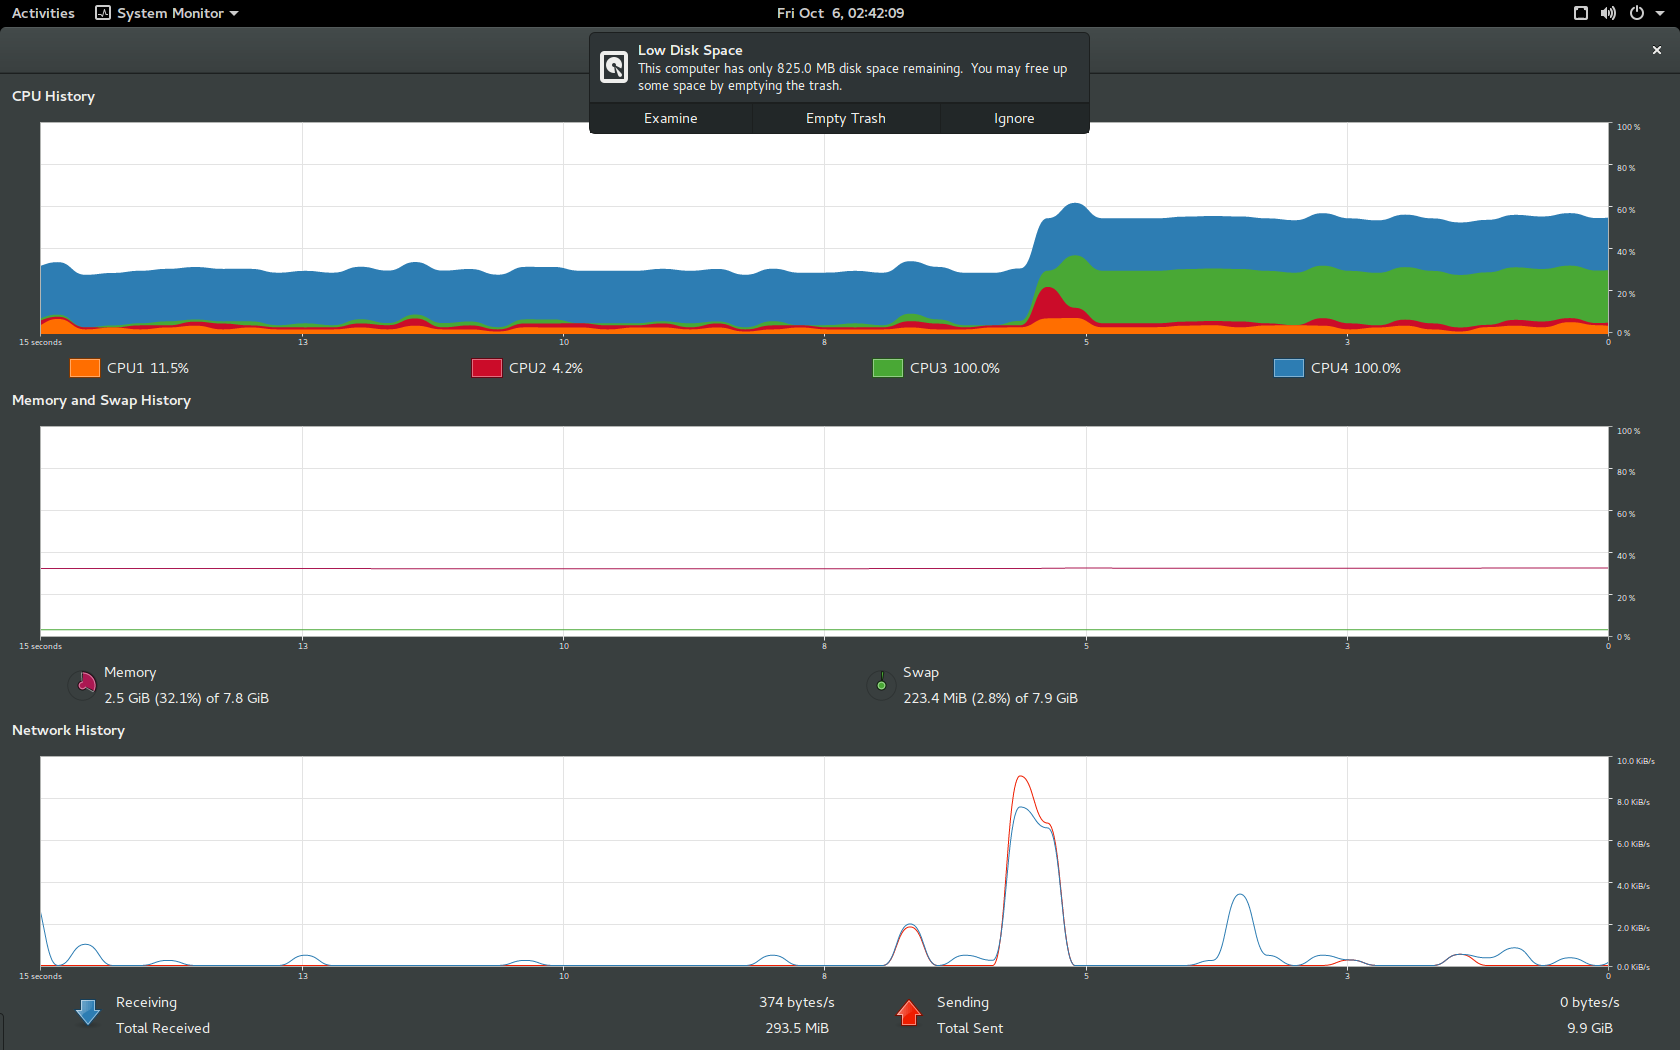 Activities System Monitor Fri Oct 6, 02:42:09
Low Disk Space
This computer has only 825.0 MB disk space remaining. You may free up
some space by emptying the trash.
Examine Empty Trash Ignore
CPU History
100 %
80 %
60 %
40 %
20 %
0 %
15 seconds 13 10 8 5 3 0
CPU1 11.5% CPU2 4.2% CPU3 100.0% CPU4 100.0%
Memory and Swap History
100 %
80 %
60 %
40 %
20 %
0 %
15 seconds 13 10 8 5 3 0
Memory Swap
2.5 GiB (32.1%) of 7.8 GiB 223.4 MiB (2.8%) of 7.9 GiB
Network History
10.0 KiB/s
8.0 KiB/s
6.0 KiB/s
4.0 KiB/s
2.0 KiB/s
0.0 KiB/s
15 seconds 13 10 8 5 3 0
Receiving 374 bytes/s Sending 0 bytes/s
Total Received 293.5 MiB Total Sent 9.9 GiB